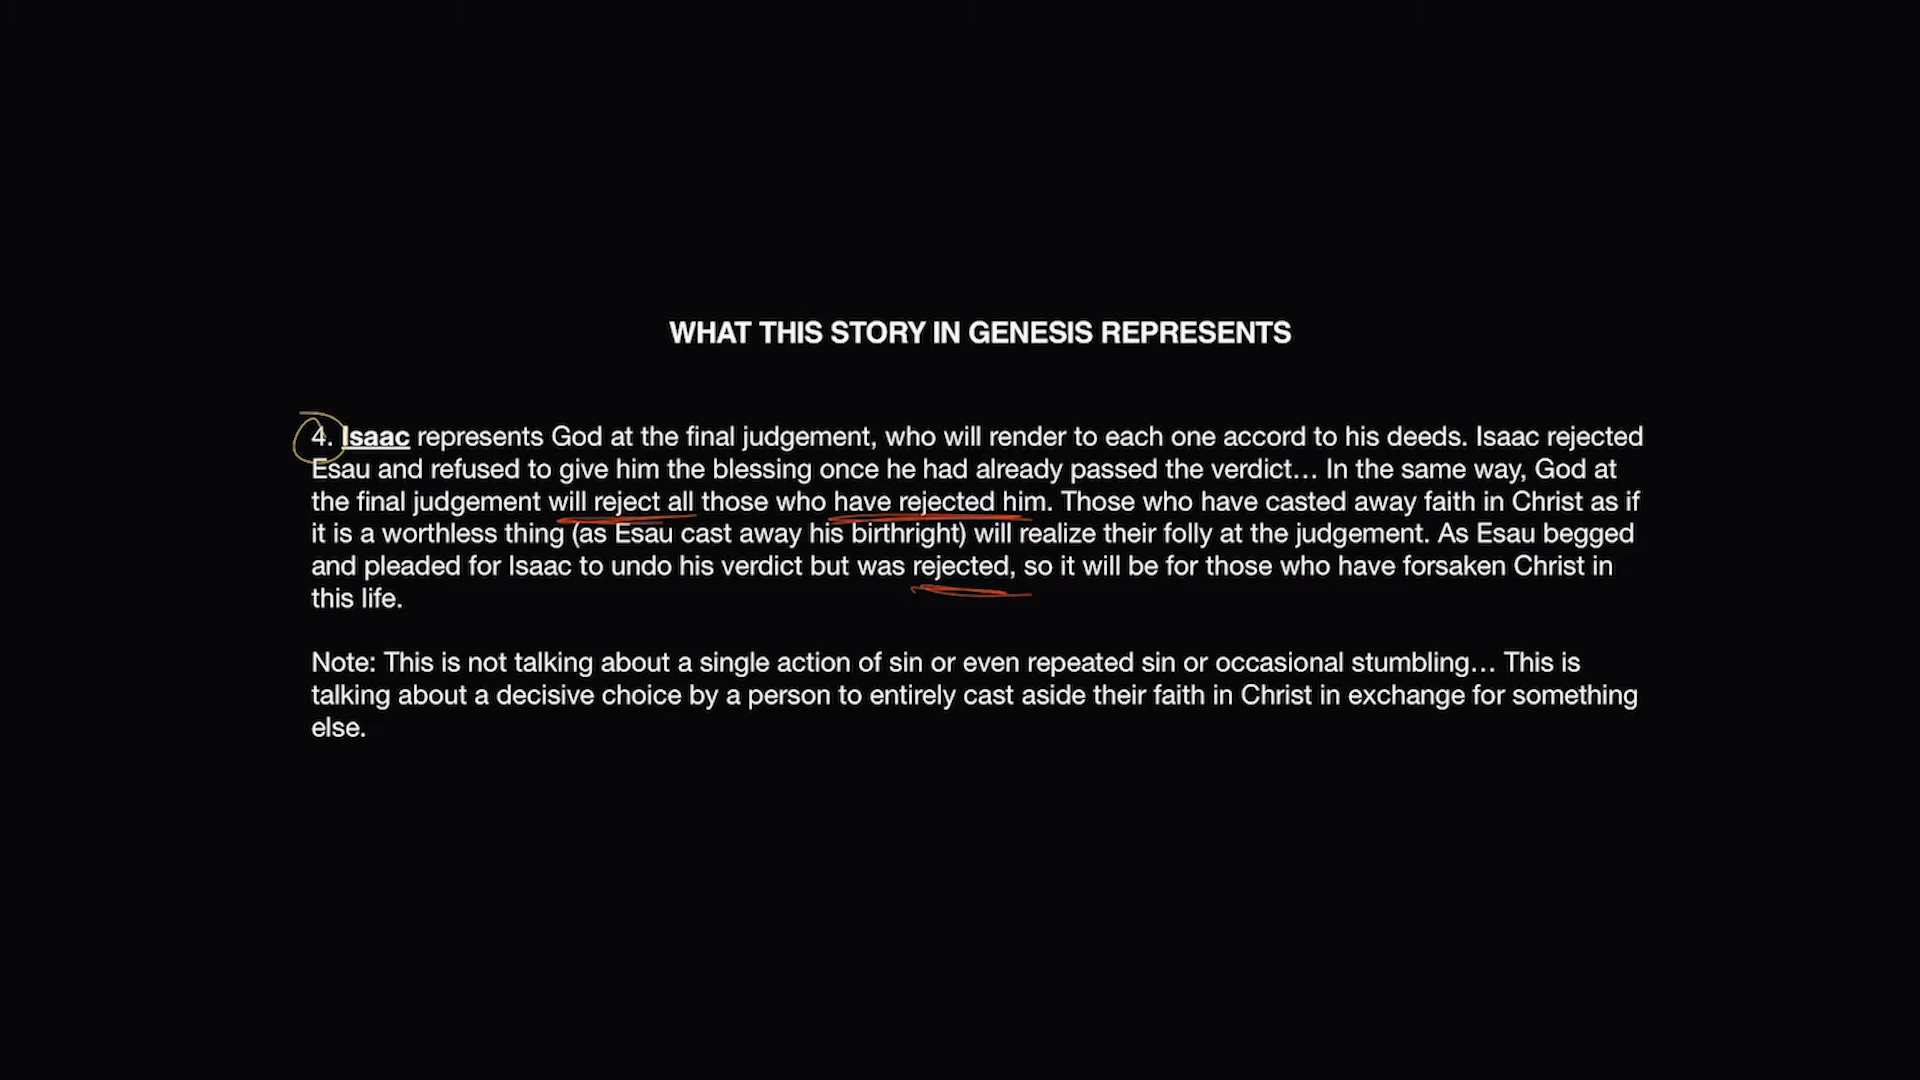 WHAT THIS STORY IN GENESIS REPRESENTS
4. Isaac represents God at the final judgement, who will render to each one accord to his deeds. Isaac rejected
Esau and refused to give him the blessing once he had already passed the verdict… In the same way, God at
the final judgement will reject all those who have rejected him. Those who have casted away faith in Christ as if
it is a worthless thing (as Esau cast away his birthright) will realize their folly at the judgement. As Esau begged
and pleaded for Isaac to undo his verdict but was rejected, so it will be for those who have forsaken Christ in
this life.
Note: This is not talking about a single action of sin or even repeated sin or occasional stumbling… This is
talking about a decisive choice by a person to entirely cast aside their faith in Christ in exchange for something
else.